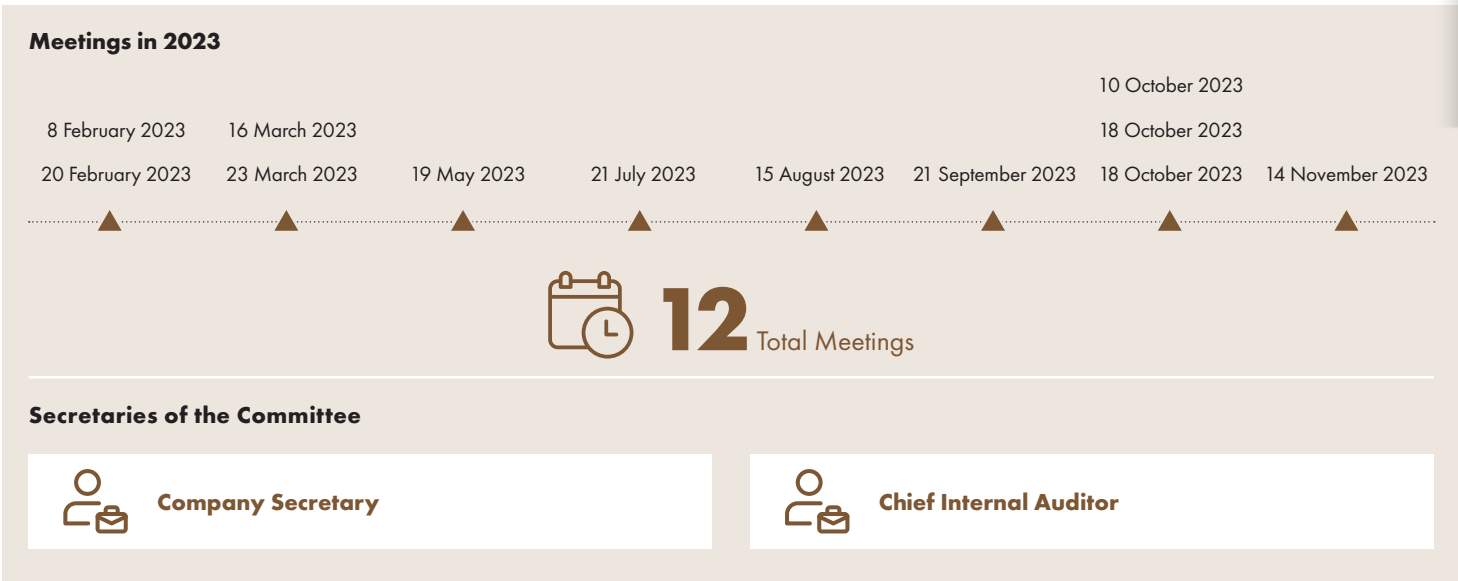 Meetings in 2023
10 October 2023
8 February 2023 16 March 2023 18 October 2023
20 February 2023 23 March 2023 19 May 2023 21 July 2023 15 August 2023 21 September 2023 18 October 2023 14 November 2023
12 Total Meetings
Secretaries of the Committee
Company Secretary Chief Internal Auditor